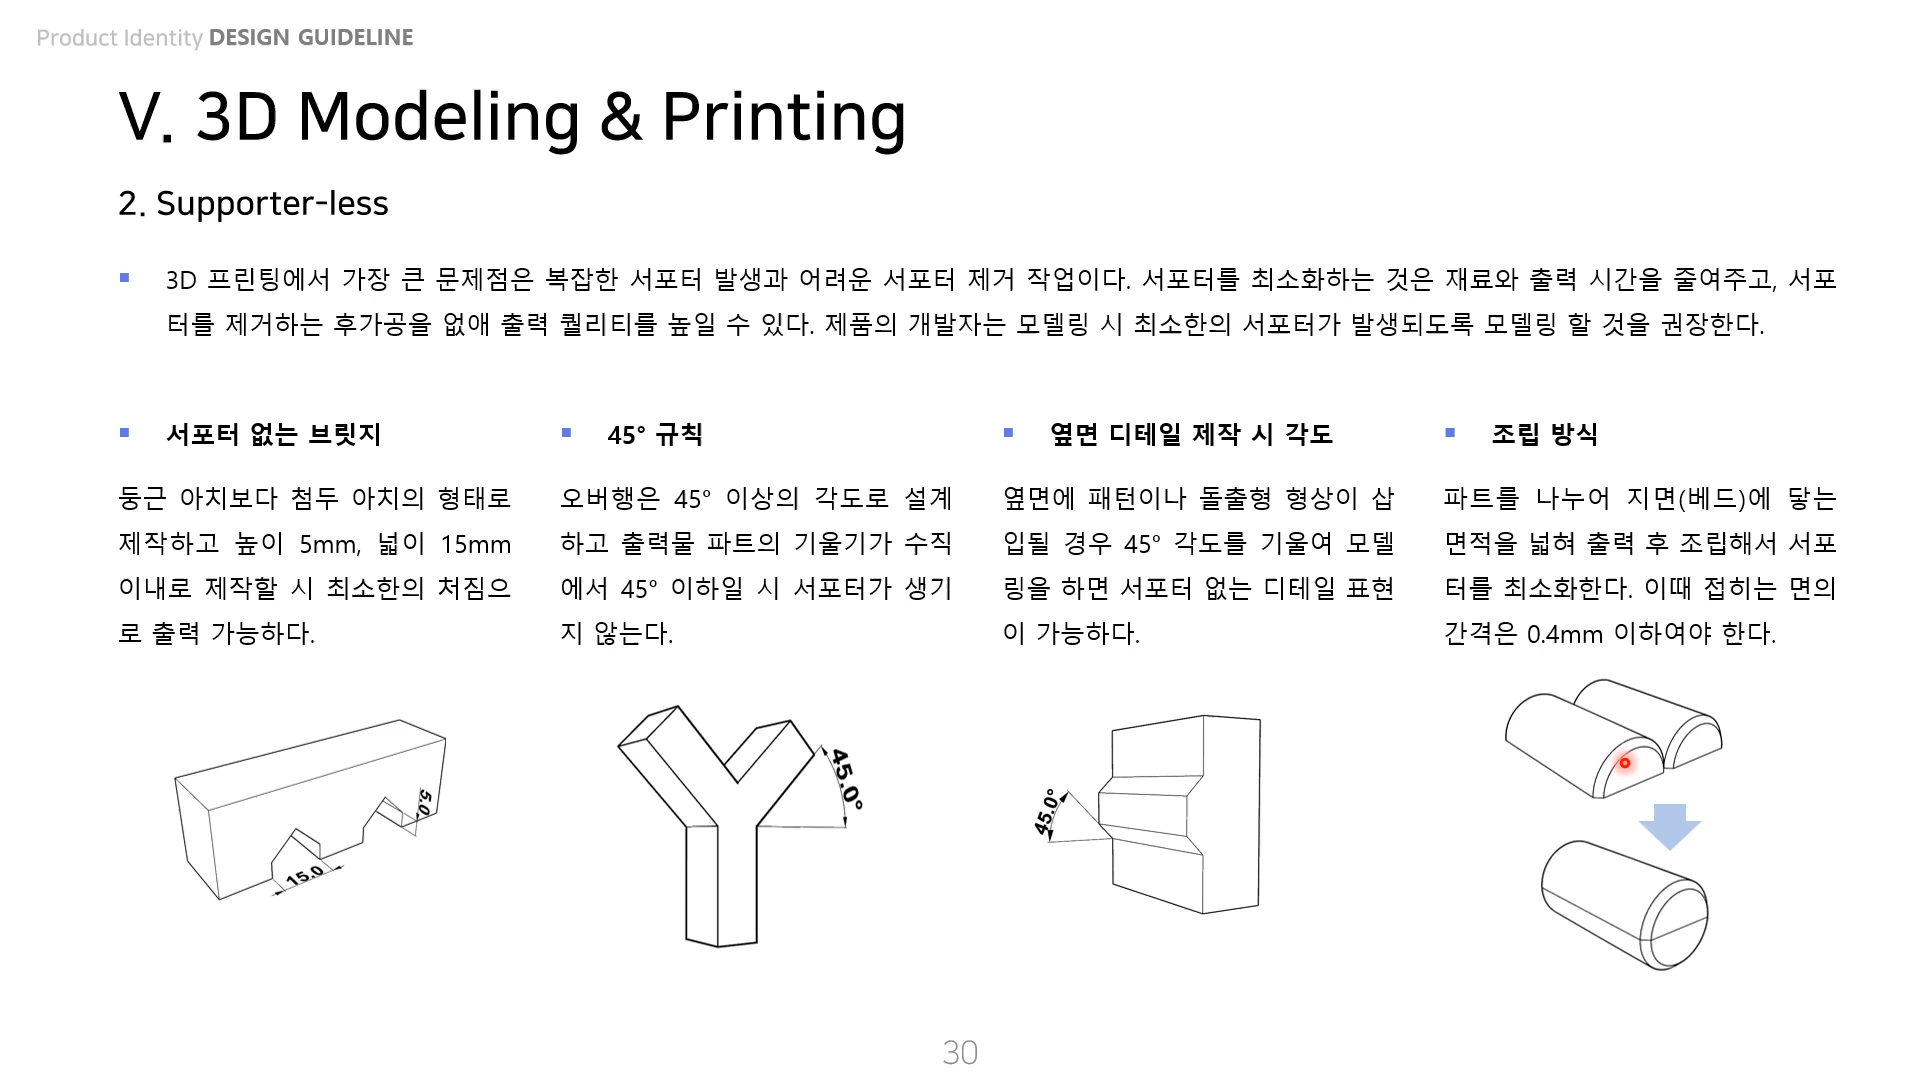 Product Identity DESIGN GUIDELINE
V. 3D Modeling & Printing
2. Supporter-less
3D 프린팅에서 가장 큰 문제점은 복잡한 서포터 발생과 어려운 서포터 제거 작업이다. 서포터를 최소화하는 것은 재료와 출력 시간을 줄여주고, 서포
터를 제거하는 후가공을 없애 출력 퀄리티를 높일 수 있다. 제품의 개발자는 모델링 시 최소한의 서포터가 발생되도록 모델링 할 것을 권장한다.
서포터 없는 브릿지
둥근 아치보다 첨두 아치의 형태로
제작하고 높이 5mm, 넓이 15mm
이내로 제작할 시 최소한의 처짐으
로 출력 가능하다.
5.0
15.0
45° 규칙
오버행은 45° 이상의 각도로 설계
하고 출력물 파트의 기울기가 수직
에서 45° 이하일 시 서포터가 생기
지 않는다.
45.0°
옆면 디테일 제작 시 각도
옆면에 패턴이나 돌출형 형상이 삽
입될 경우 45° 각도를 기울여 모델
링을 하면 서포터 없는 디테일 표현
이 가능하다.
45.0°
조립 방식
파트를 나누어 지면(베드)에 닿는
면적을 넓혀 출력 후 조립해서 서포
터를 최소화한다. 이때 접히는 면의
간격은 0.4mm 이하여야 한다.
30